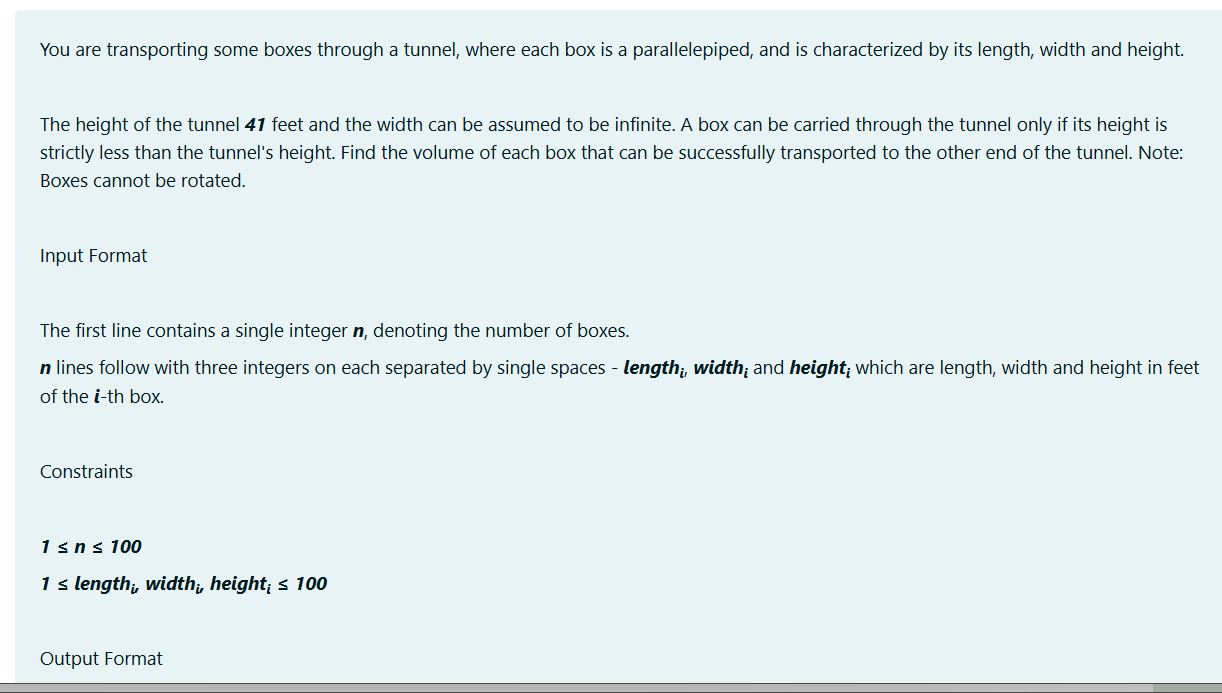 You are transporting some boxes through a tunnel, where each box is a parallelepiped, and is characterized by its length, width and height.
The height of the tunnel 41 feet and the width can be assumed to be infinite. A box can be carried through the tunnel only if its height is
strictly less than the tunnel's height. Find the volume of each box that can be successfully transported to the other end of the tunnel. Note:
Boxes cannot be rotated.
Input Format
The first line contains a single integer n, denoting the number of boxes.
n lines follow with three integers on each separated by single spaces - lengthi, widthi and heighti which are length, width and height in feet
of the i-th box.
Constraints
1 ≤ n ≤ 100
1 ≤ lengthi, widthi, heighti ≤ 100
Output Format